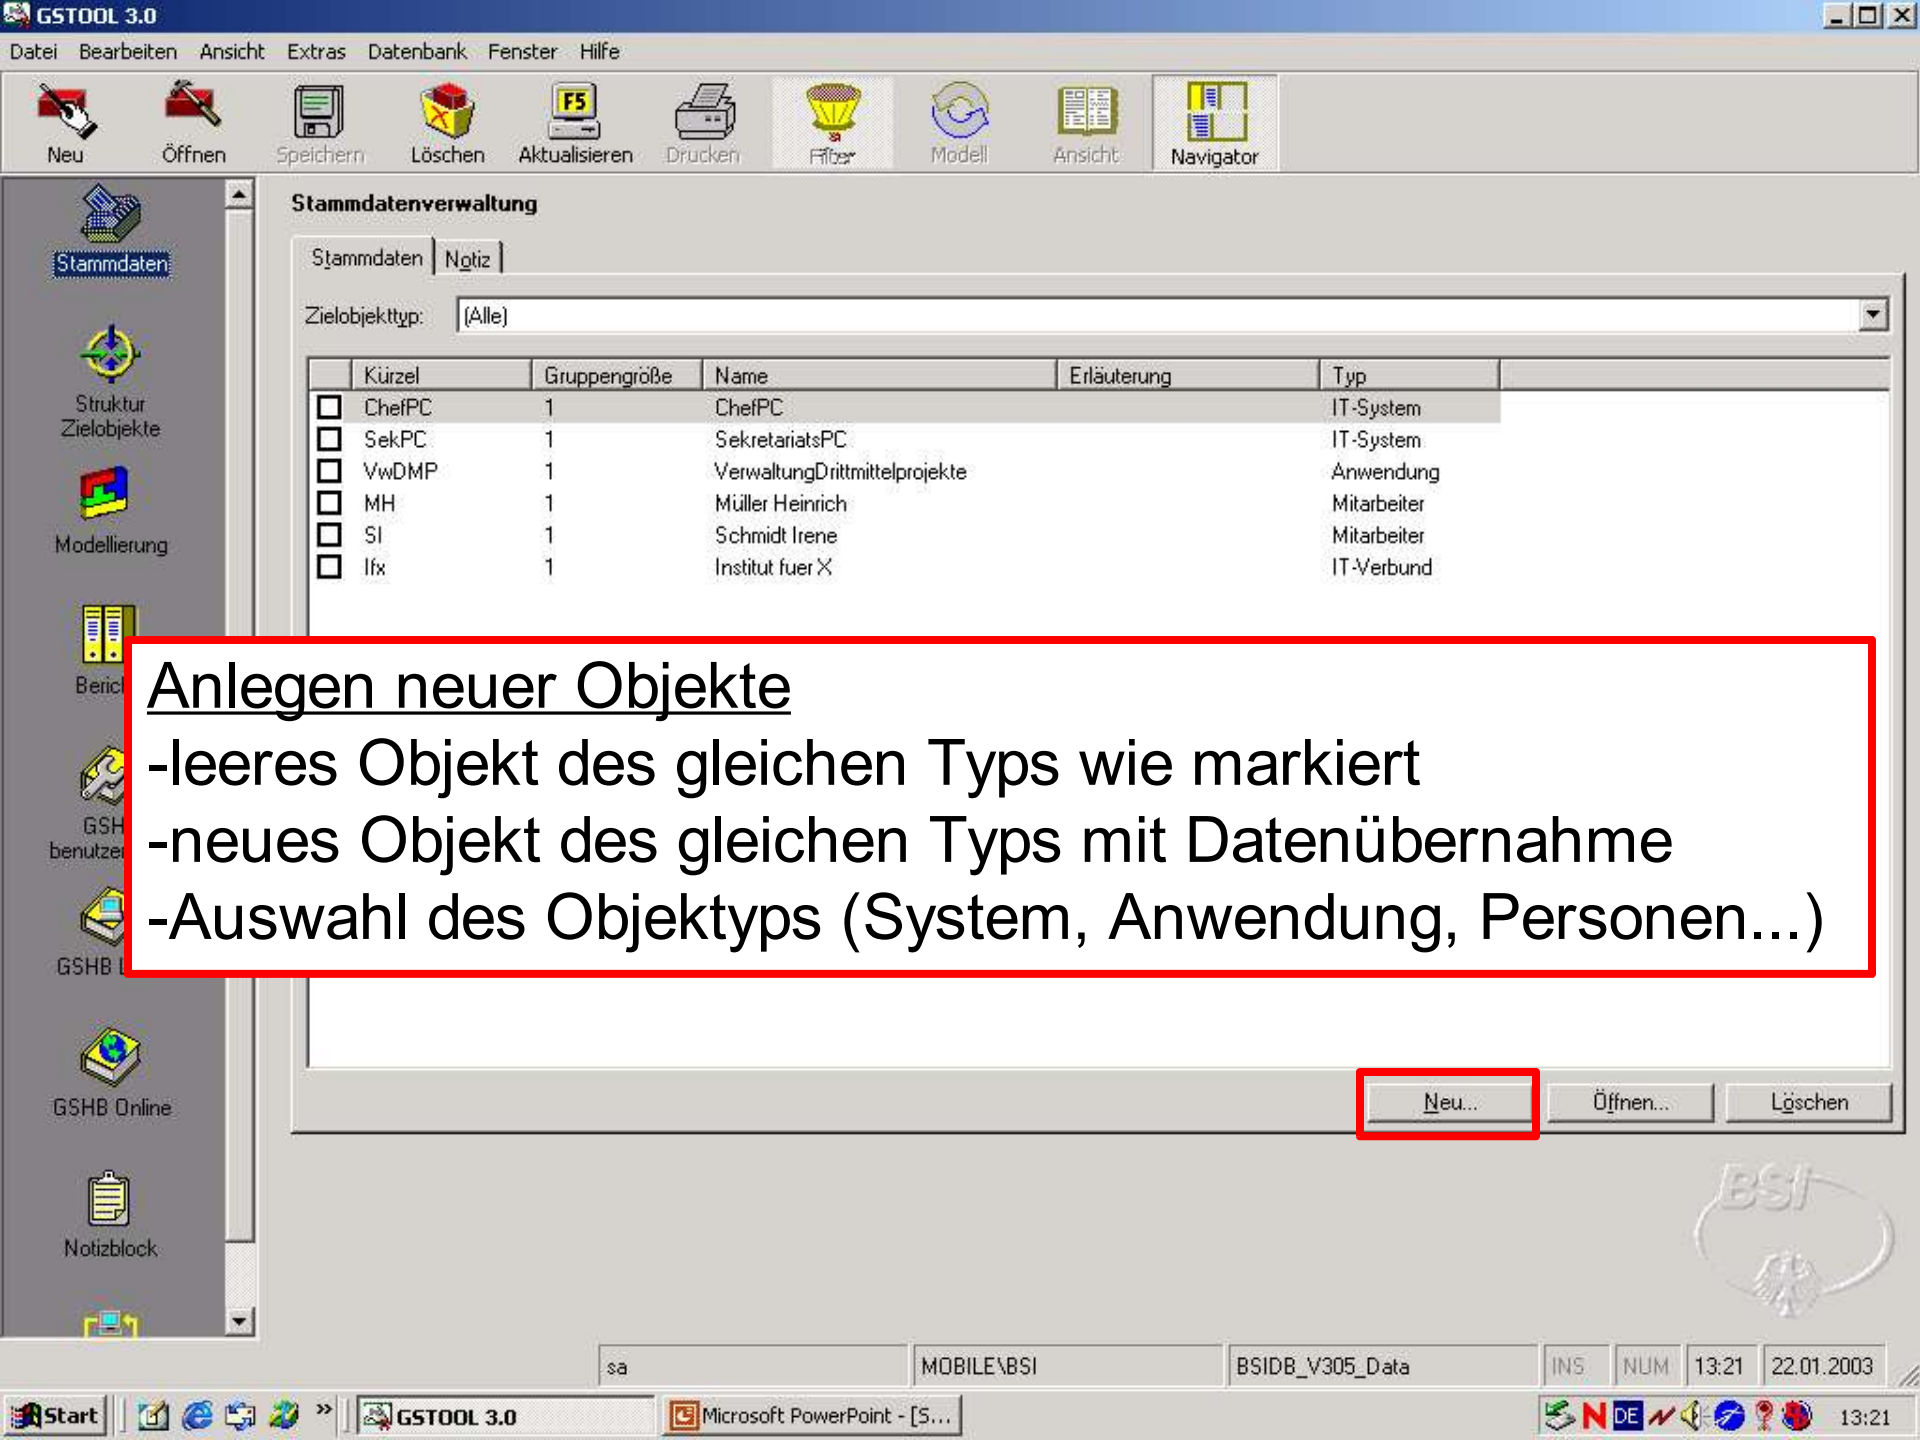 GSTOOL 3.0
Datei Bearbeiten Ansicht Extras Datenbank Fenster Hilfe
Neu Öffnen Speichern Löschen Aktualisieren Drucken Filter Modell Ansicht Navigator
F5
Stammdaten
Struktur
Zielobjekte
Modellierung
GSHB Online
Notizblock
Stammdatenverwaltung
Stammdaten Notiz
Zielobjekttyp: (Alle)
Kürzel Gruppengröße Name Erläuterung Typ
ChefPC 1 ChefPC IT-System
SekPC 1 SekretariatsPC IT-System
VwDMP 1 VerwaltungDrittmittelprojekte Anwendung
MH 1 Müller Heinrich Mitarbeiter
SI 1 Schmidt Irene Mitarbeiter
Ifx 1 Institut fuer X IT-Verbund
Anlegen neuer Objekte
-leeres Objekt des gleichen Typs wie markiert
-neues Objekt des gleichen Typs mit Datenübernahme
-Auswahl des Objektyps (System, Anwendung, Personen...)
Neu... Öffnen... Löschen
BSI
sa MOBILE\BSI BSIDB_V305_Data INS NUM 13:21 22.01.2003
Start GSTOOL 3.0 Microsoft PowerPoint - [S... N DE 13:21